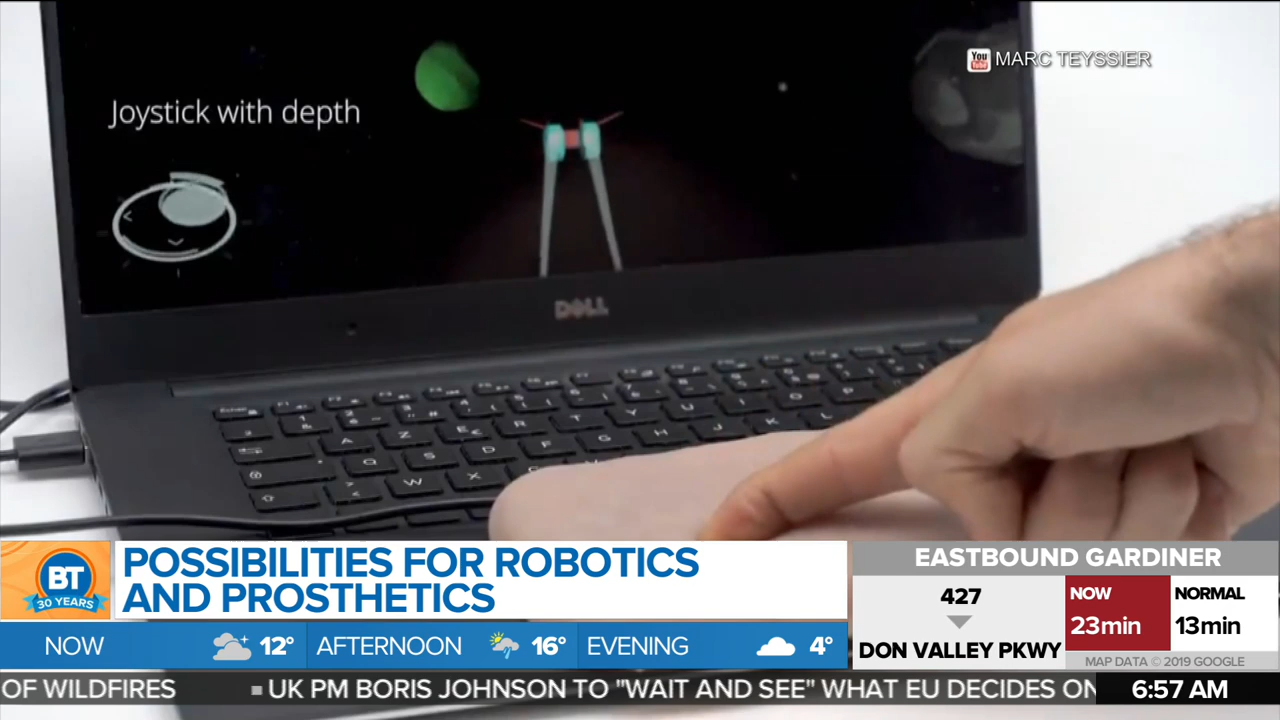 You
Tube
MARC TEYSSIER
Joystick with depth
DELL
A Z E R T Y U I O P
Q S D F G H J K L
W X
BT
30 YEARS
POSSIBILITIES FOR ROBOTICS
AND PROSTHETICS
NOW 12° AFTERNOON 16° EVENING 4°
EASTBOUND GARDINER
427
DON VALLEY PKWY
NOW
23min
NORMAL
13min
MAP DATA © 2019 GOOGLE
OF WILDFIRES ■ UK PM BORIS JOHNSON TO "WAIT AND SEE" WHAT EU DECIDES ON
6:57 AM